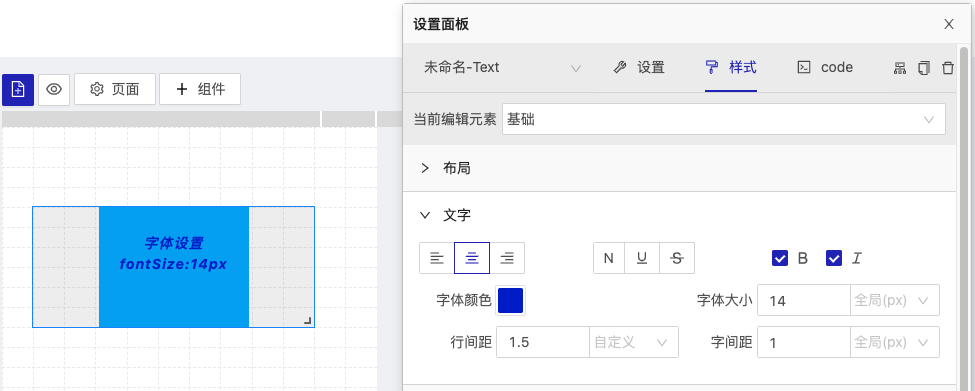 设置面板
未命名-Text
设置
样式
code
页面
组件
当前编辑元素
基础
布局
文字
字体设置
fontSize:14px
N
U
S
B
I
字体颜色
字体大小
14
全局(px)
行间距
1.5
自定义
字间距
1
全局(px)